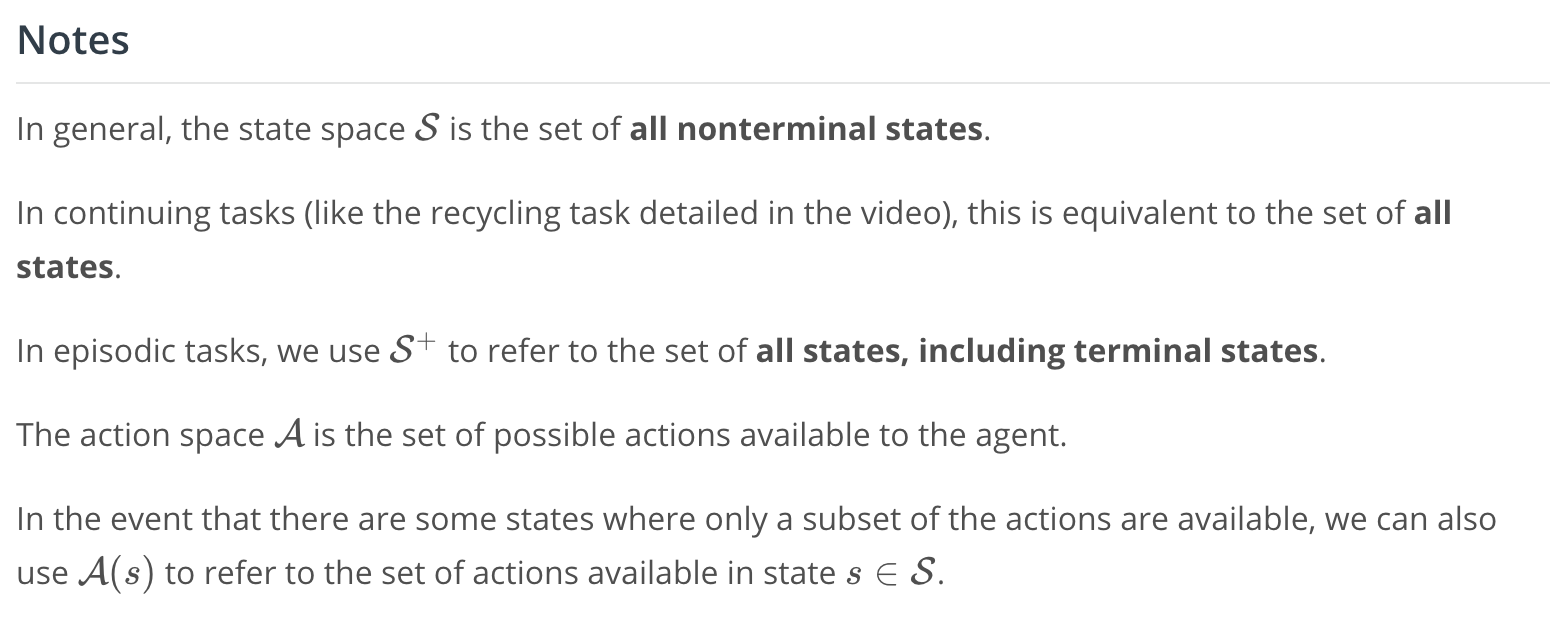 Notes
In general, the state space 𝒮 is the set of all nonterminal states.
In continuing tasks (like the recycling task detailed in the video), this is equivalent to the set of all
states.
In episodic tasks, we use 𝒮⁺ to refer to the set of all states, including terminal states.
The action space 𝒜 is the set of possible actions available to the agent.
In the event that there are some states where only a subset of the actions are available, we can also
use 𝒜(s) to refer to the set of actions available in state s ∈ 𝒮.